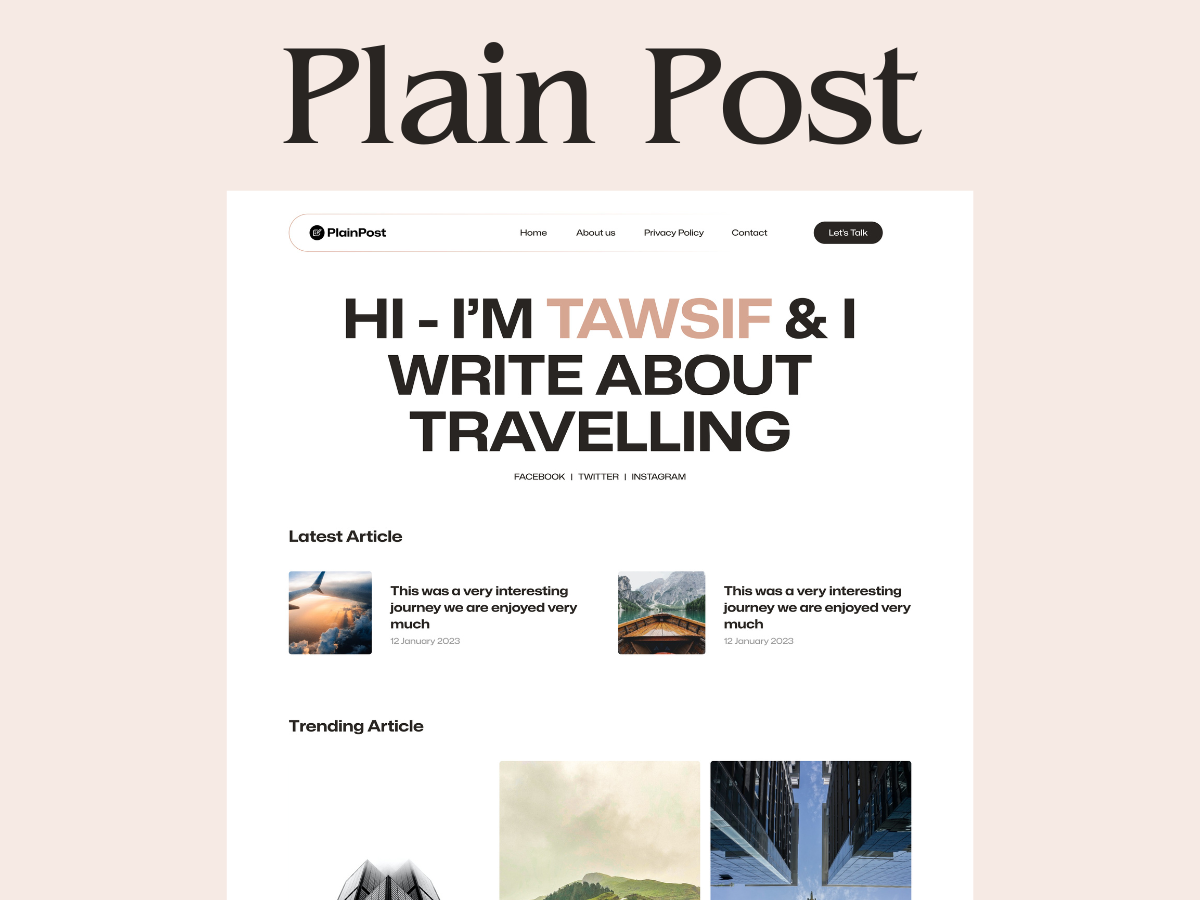 Plain Post
PlainPost
Home
About us
Privacy Policy
Contact
Let's Talk
HI - I’M TAWSIF & I
WRITE ABOUT
TRAVELLING
FACEBOOK | TWITTER | INSTAGRAM
Latest Article
This was a very interesting
journey we are enjoyed very
much
12 January 2023
This was a very interesting
journey we are enjoyed very
much
12 January 2023
Trending Article